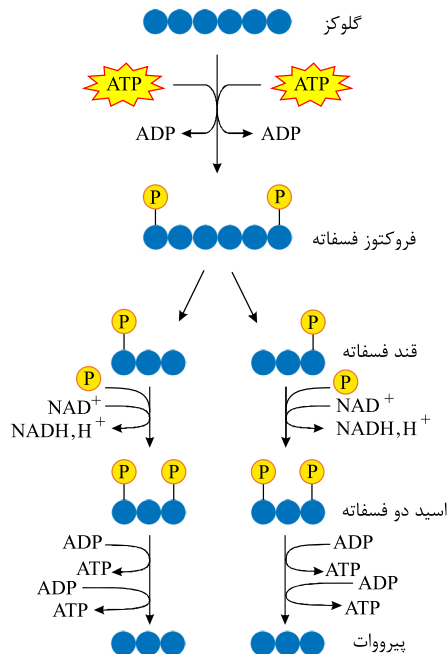 گلوکز
ATP ATP
ADP ADP
P P
فروکتوز فسفاته
P P
قند فسفاته
P P
NAD+ NAD+
NADH,H+ NADH,H+
P P P P
اسید دو فسفاته
ADP ADP
ATP ATP
ADP ADP
ATP ATP
پیرووات